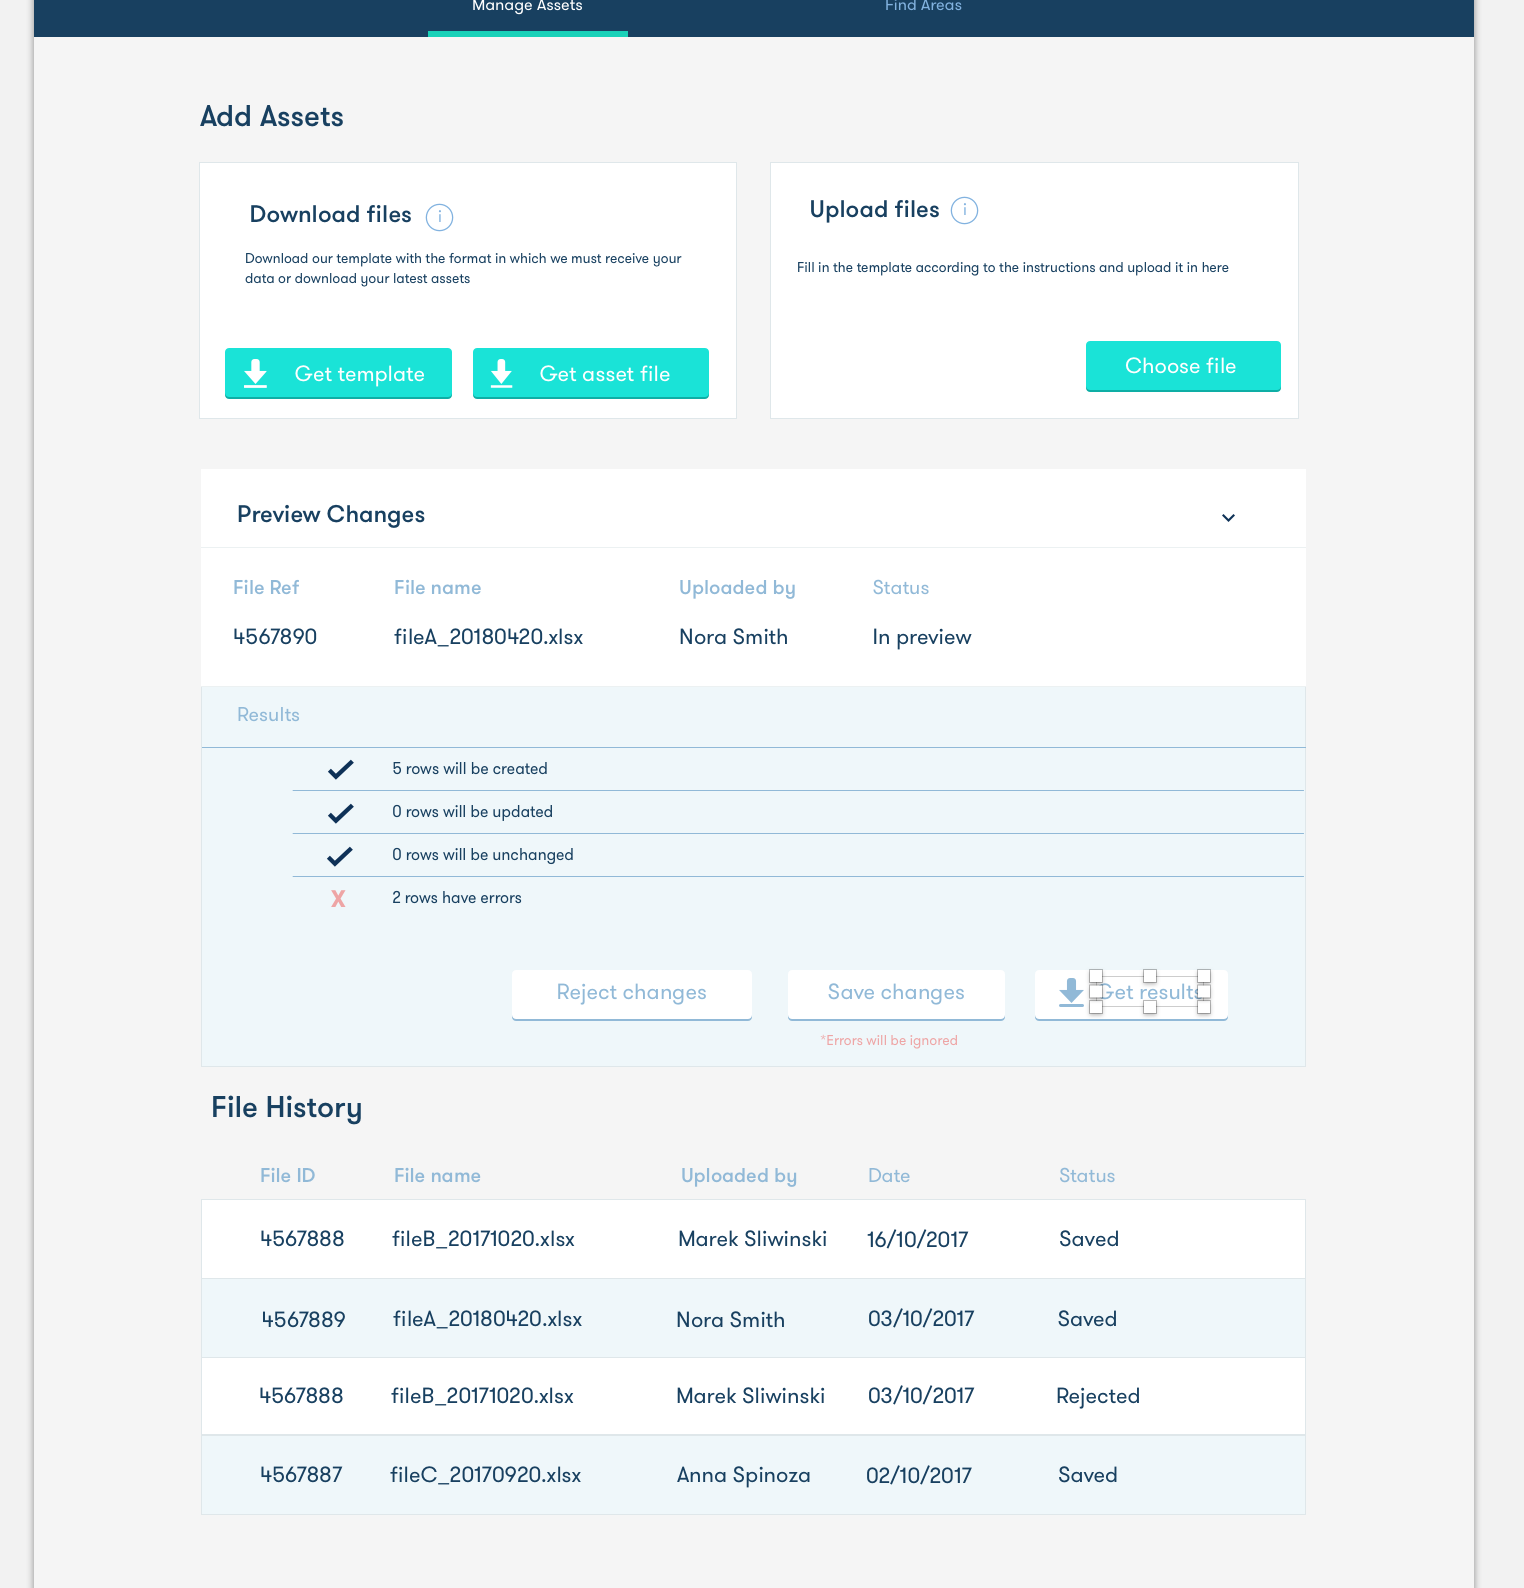 Manage Assets Find Areas
Add Assets
Download files i
Download our template with the format in which we must receive your
data or download your latest assets
Get template Get asset file
Upload files i
Fill in the template according to the instructions and upload it in here
Choose file
Preview Changes
File Ref File name Uploaded by Status
4567890 fileA_20180420.xlsx Nora Smith In preview
Results
5 rows will be created
0 rows will be updated
0 rows will be unchanged
X 2 rows have errors
Reject changes Save changes Get results
*Errors will be ignored
File History
File ID File name Uploaded by Date Status
4567888 fileB_20171020.xlsx Marek Sliwinski 16/10/2017 Saved
4567889 fileA_20180420.xlsx Nora Smith 03/10/2017 Saved
4567888 fileB_20171020.xlsx Marek Sliwinski 03/10/2017 Rejected
4567887 fileC_20170920.xlsx Anna Spinoza 02/10/2017 Saved